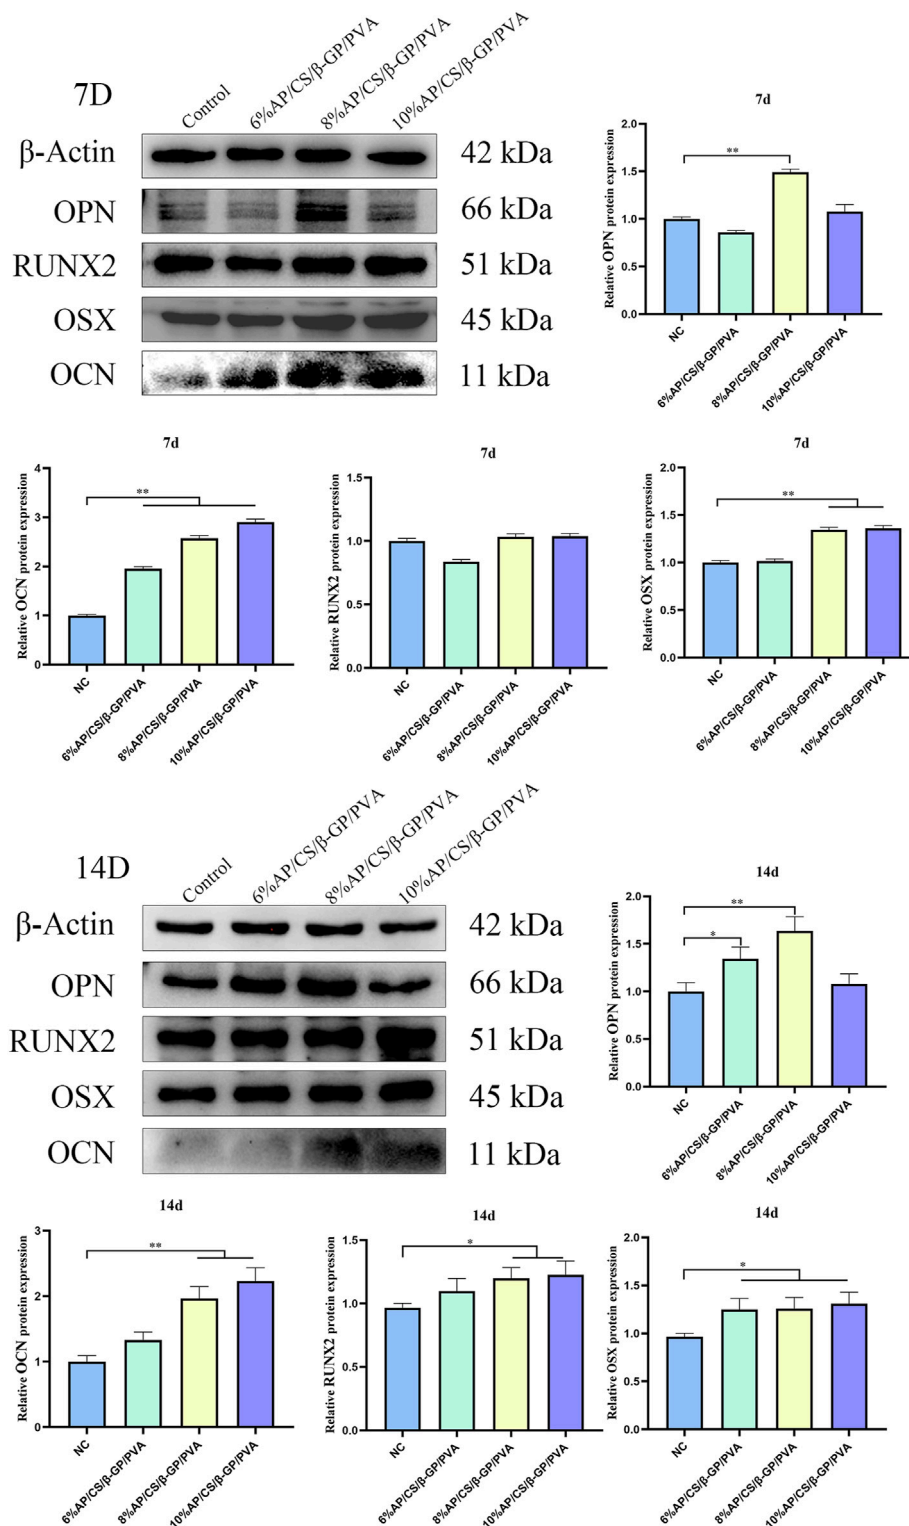 7D
Control
6%AP/CS/β-GP/PVA
8%AP/CS/β-GP/PVA
10%AP/CS/β-GP/PVA
β-Actin
42 kDa
OPN
66 kDa
RUNX2
51 kDa
OSX
45 kDa
OCN
11 kDa
7d
Relative OPN protein expression
2.0
1.5
1.0
0.5
0.0
**
NC
6%AP/CS/β-GP/PVA
8%AP/CS/β-GP/PVA
10%AP/CS/β-GP/PVA
7d
Relative OCN protein expression
4
3
2
1
0
**
NC
6%AP/CS/β-GP/PVA
8%AP/CS/β-GP/PVA
10%AP/CS/β-GP/PVA
7d
Relative RUNX2 protein expression
1.5
1.0
0.5
0.0
NC
6%AP/CS/β-GP/PVA
8%AP/CS/β-GP/PVA
10%AP/CS/β-GP/PVA
7d
Relative OSX protein expression
2.0
1.5
1.0
0.5
0.0
**
NC
6%AP/CS/β-GP/PVA
8%AP/CS/β-GP/PVA
10%AP/CS/β-GP/PVA
14D
Control
6%AP/CS/β-GP/PVA
8%AP/CS/β-GP/PVA
10%AP/CS/β-GP/PVA
β-Actin
42 kDa
OPN
66 kDa
RUNX2
51 kDa
OSX
45 kDa
OCN
11 kDa
14d
Relative OPN protein expression
2.0
1.5
1.0
0.5
0.0
**
*
NC
6%AP/CS/β-GP/PVA
8%AP/CS/β-GP/PVA
10%AP/CS/β-GP/PVA
14d
Relative OCN protein expression
3
2
1
0
**
NC
6%AP/CS/β-GP/PVA
8%AP/CS/β-GP/PVA
10%AP/CS/β-GP/PVA
14d
Relative RUNX2 protein expression
1.5
1.0
0.5
0.0
*
NC
6%AP/CS/β-GP/PVA
8%AP/CS/β-GP/PVA
10%AP/CS/β-GP/PVA
14d
Relative OSX protein expression
2.0
1.5
1.0
0.5
0.0
*
NC
6%AP/CS/β-GP/PVA
8%AP/CS/β-GP/PVA
10%AP/CS/β-GP/PVA